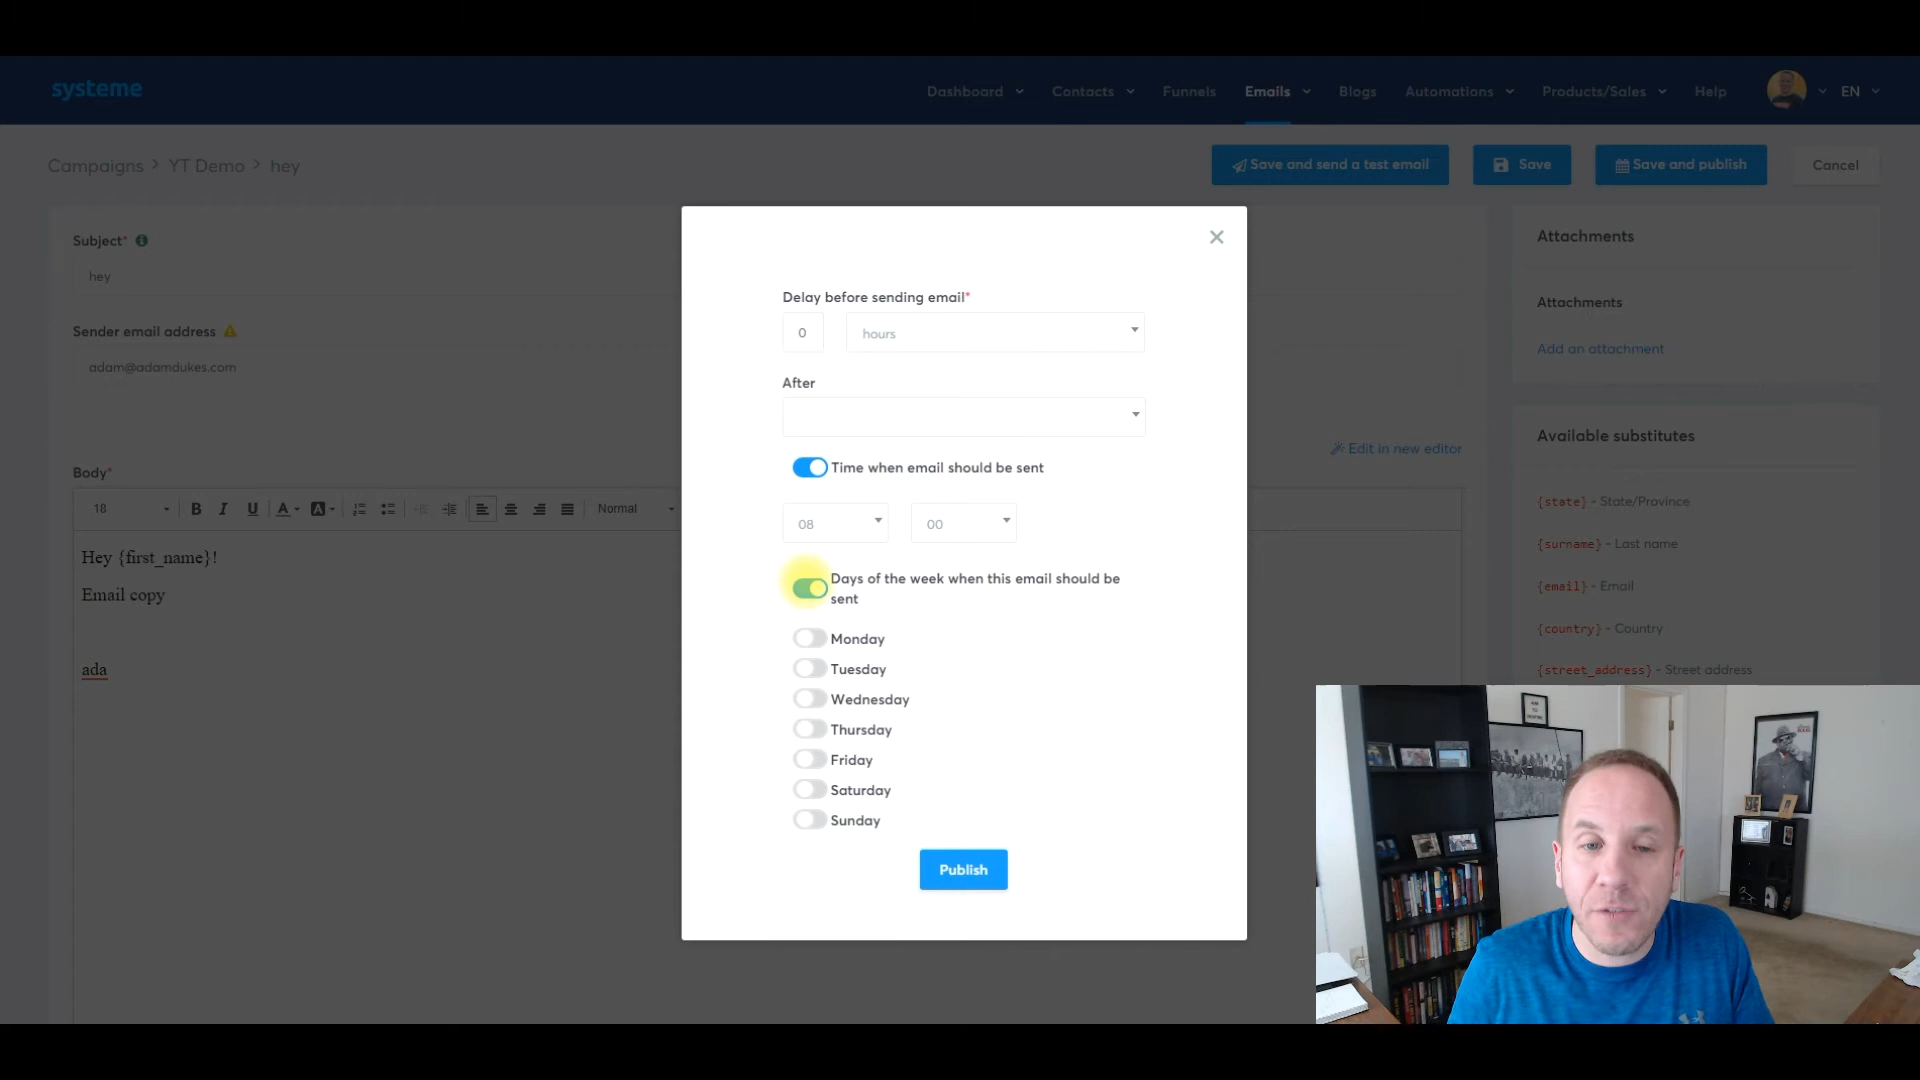 systeme
Dashboard
Contacts
Funnels
Emails
Blogs
Automations
Products/Sales
Help
EN
Campaigns > YT Demo > hey
Save and send a test email
Save
Save and publish
Cancel
Subject*
hey
Sender email address
adam@adamdukes.com
Edit in new editor
Body*
18
B I U A A
Normal
Hey {first_name}!
Email copy
ada
Delay before sending email*
0
hours
After
Time when email should be sent
08
00
Days of the week when this email should be
sent
Monday
Tuesday
Wednesday
Thursday
Friday
Saturday
Sunday
Publish
Attachments
Attachments
Add an attachment
Available substitutes
{state} - State/Province
{surname} - Last name
{email} - Email
{country} - Country
{street_address} - Street address